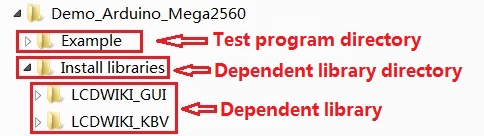 Demo_Arduino_Mega2560
Example Test program directory
Install libraries Dependent library directory
LCDWIKI_GUI
Dependent library
LCDWIKI_KBV